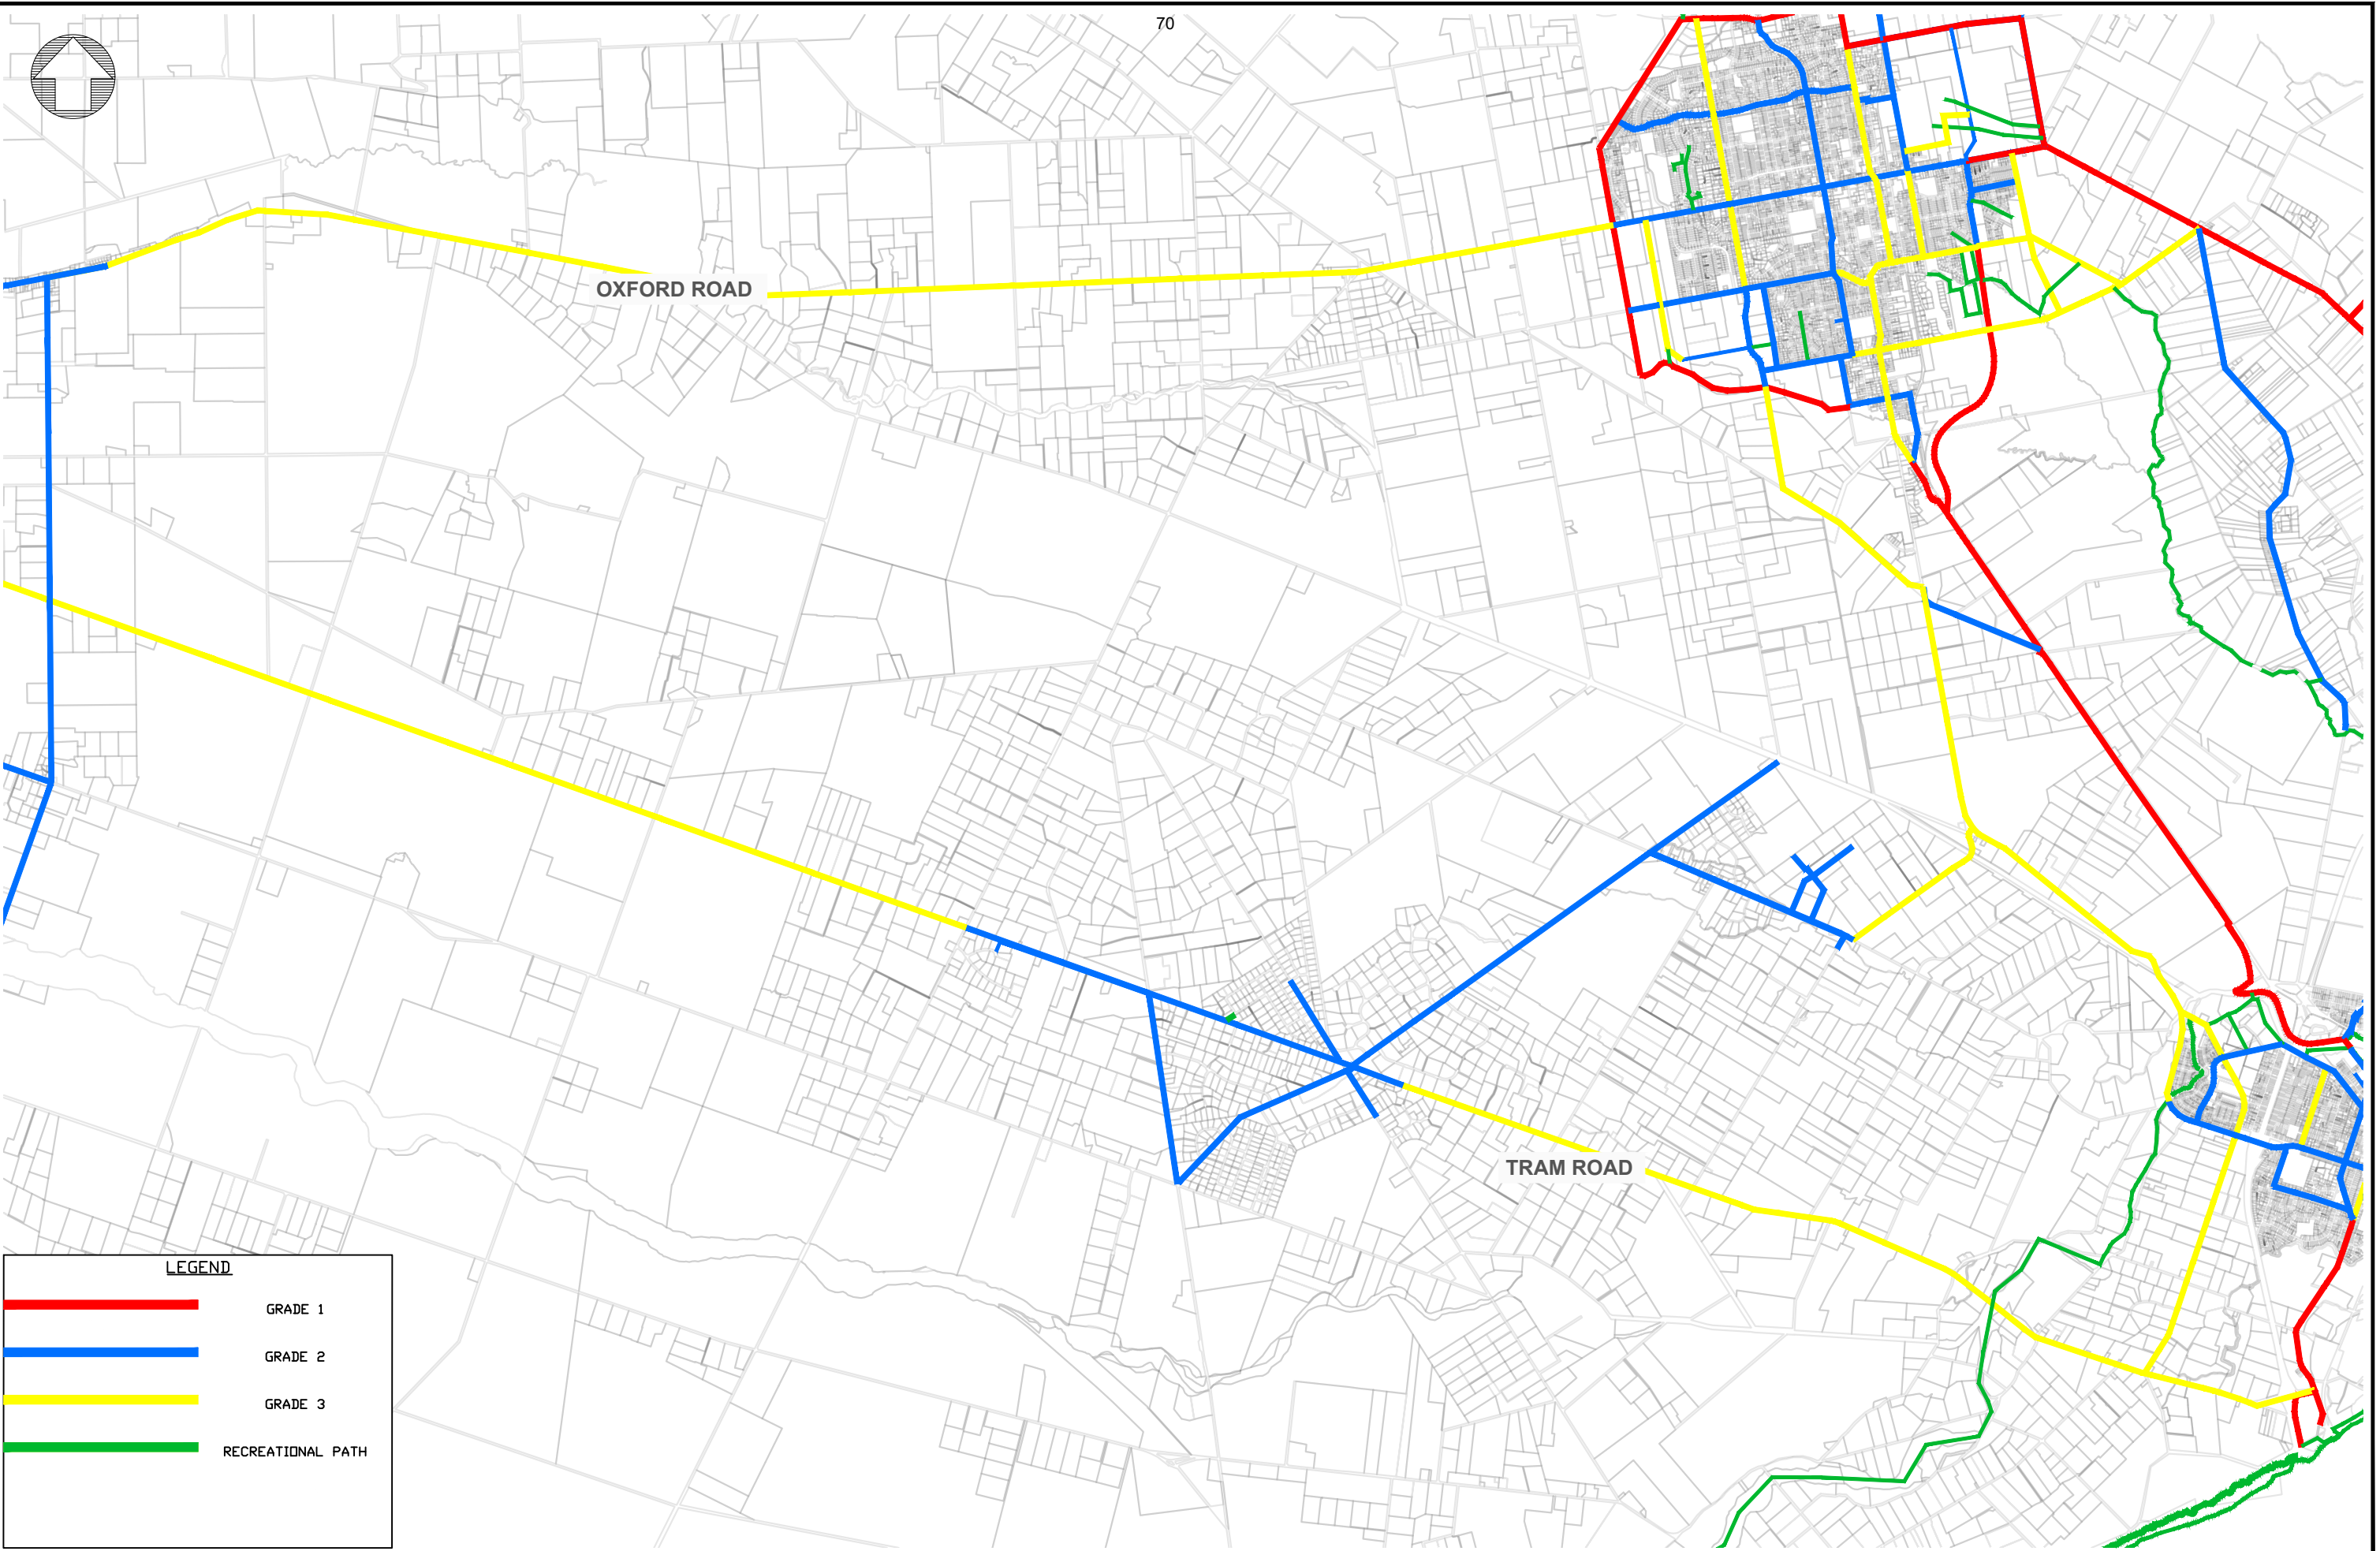 70
OXFORD ROAD
TRAM ROAD
LEGEND
GRADE 1
GRADE 2
GRADE 3
RECREATIONAL PATH